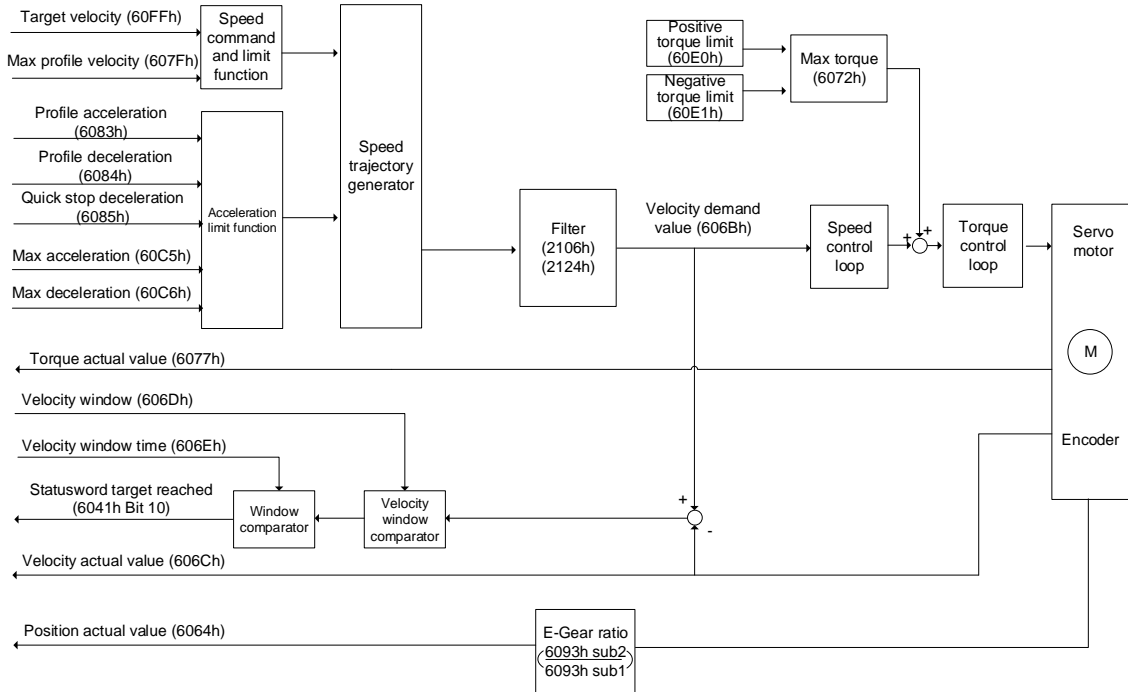 Target velocity (60FFh)
Max profile velocity (607Fh)
Speed
command
and limit
function
Profile acceleration
(6083h)
Profile deceleration
(6084h)
Quick stop deceleration
(6085h)
Max acceleration (60C5h)
Max deceleration (60C6h)
Acceleration
limit function
Speed
trajectory
generator
Filter
(2106h)
(2124h)
Velocity demand
value (606Bh)
Positive
torque limit
(60E0h)
Negative
torque limit
(60E1h)
Max torque
(6072h)
Speed
control
loop
+
+
Torque
control
loop
Servo
motor
M
Encoder
Torque actual value (6077h)
Velocity window (606Dh)
Velocity window time (606Eh)
Statusword target reached
(6041h Bit 10)
Window
comparator
Velocity
window
comparator
+
-
Velocity actual value (606Ch)
Position actual value (6064h)
E-Gear ratio
(6093h sub2
6093h sub1)